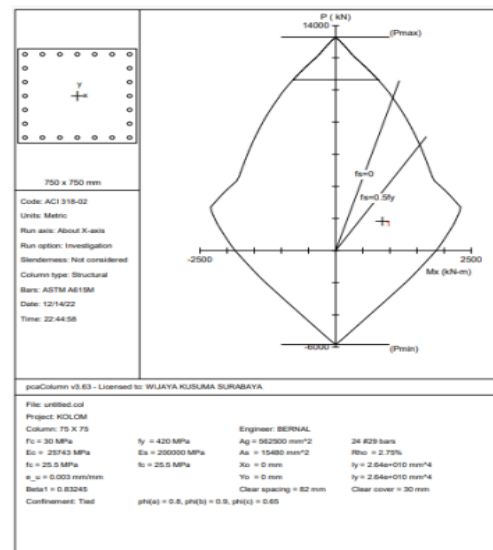 P ( kN)
14000
(Pmax)
y
x
fs=0
fs=0.5fy
1
-2500
2500
Mx (kN-m)
-6000
(Pmin)
750 x 750 mm
Code: ACI 318-02
Units: Metric
Run axis: About X-axis
Run option: Investigation
Slenderness: Not considered
Column type: Structural
Bars: ASTM A615M
Date: 12/14/22
Time: 22:44:58
pcaColumn v3.63 - Licensed to: WIJAYA KUSUMA SURABAYA
File: untitled.col
Project: KOLOM
Column: 75 X 75 Engineer: BERNAL
f'c = 30 MPa fy = 420 MPa Ag = 562500 mm^2 24 #29 bars
Ec = 25743 MPa Es = 200000 MPa As = 15480 mm^2 Rho = 2.75%
fc = 25.5 MPa fc = 25.5 MPa Xo = 0 mm Iy = 2.64e+010 mm^4
e_u = 0.003 mm/mm Yo = 0 mm Iy = 2.64e+010 mm^4
Beta1 = 0.83245 Clear spacing = 82 mm Clear cover = 30 mm
Confinement: Tied phi(a) = 0.8, phi(b) = 0.9, phi(c) = 0.65